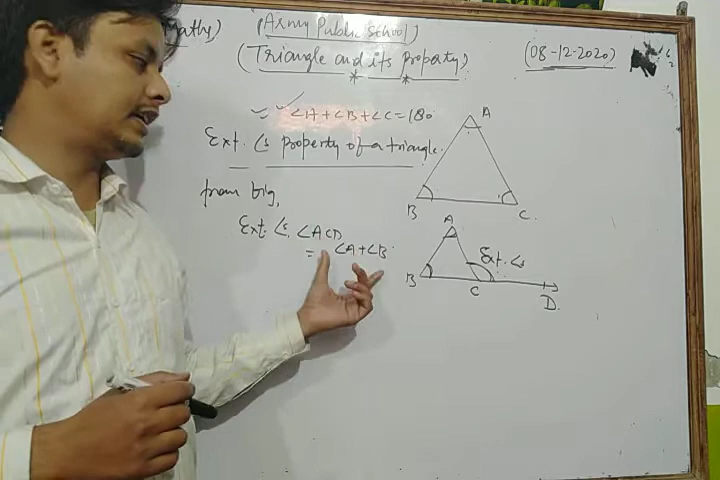 (Army Public School)
(Triangle and its property)
(08-12-2020)
∠A+∠B+∠C=180
Ext. ∠s property of a triangle.
from big,
Ext. ∠s, ∠ACD
= ∠A+∠B
A
B
C.
A
Ext. ∠s
B
C
D.